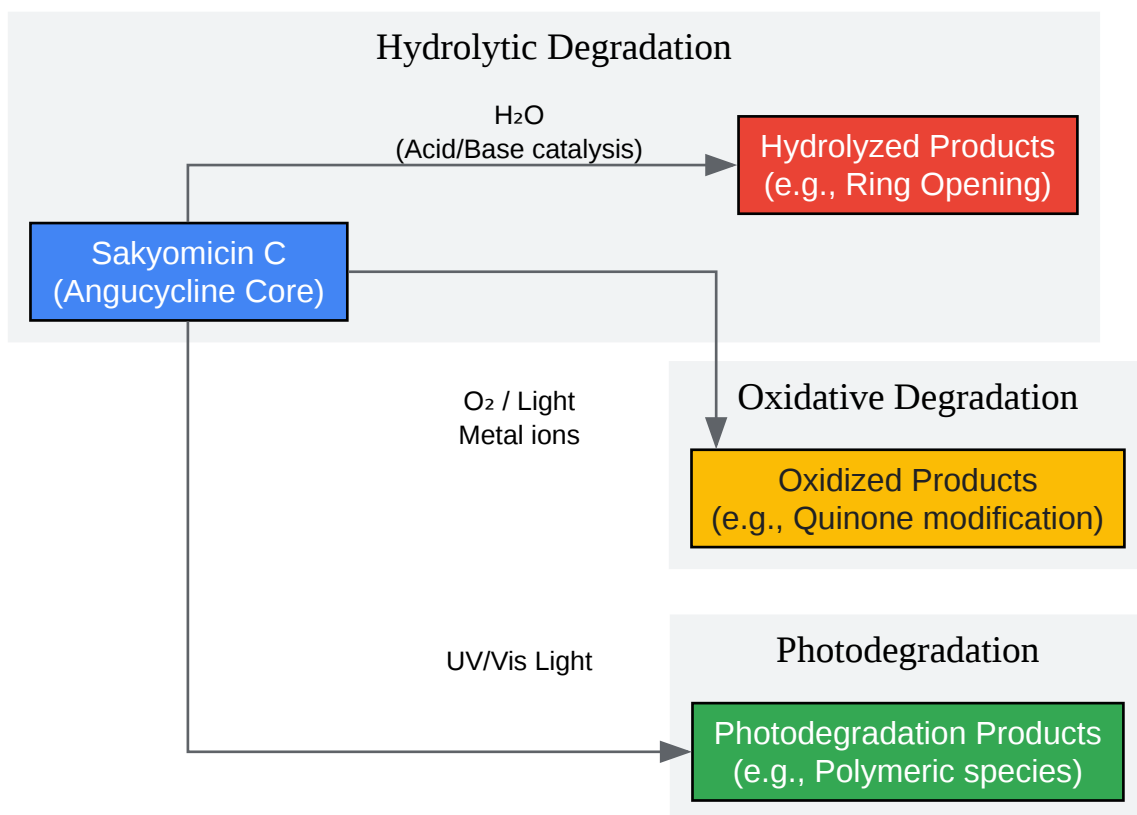 Hydrolytic Degradation
H₂O
(Acid/Base catalysis)
Hydrolyzed Products
(e.g., Ring Opening)
Sakyomicin C
(Angucycline Core)
O₂ / Light
Metal ions
Oxidative Degradation
Oxidized Products
(e.g., Quinone modification)
UV/Vis Light
Photodegradation
Photodegradation Products
(e.g., Polymeric species)